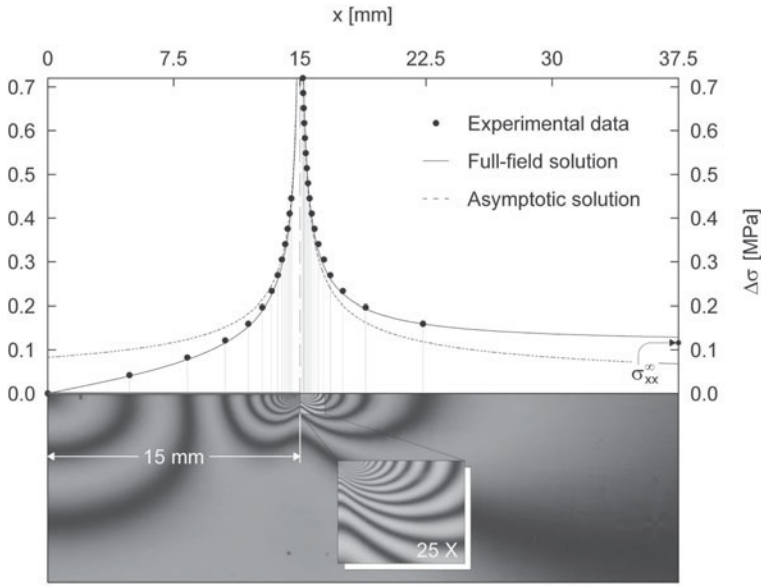 x [mm]
0 7.5 15 22.5 30 37.5
0.7 0.7
0.6 Experimental data 0.6
0.5 Full-field solution 0.5
0.4 Asymptotic solution 0.4
0.3 0.3
0.2 0.2
0.1 0.1
0.0 0.0
Δσ [MPa]
σ∞xx
15 mm
25 X